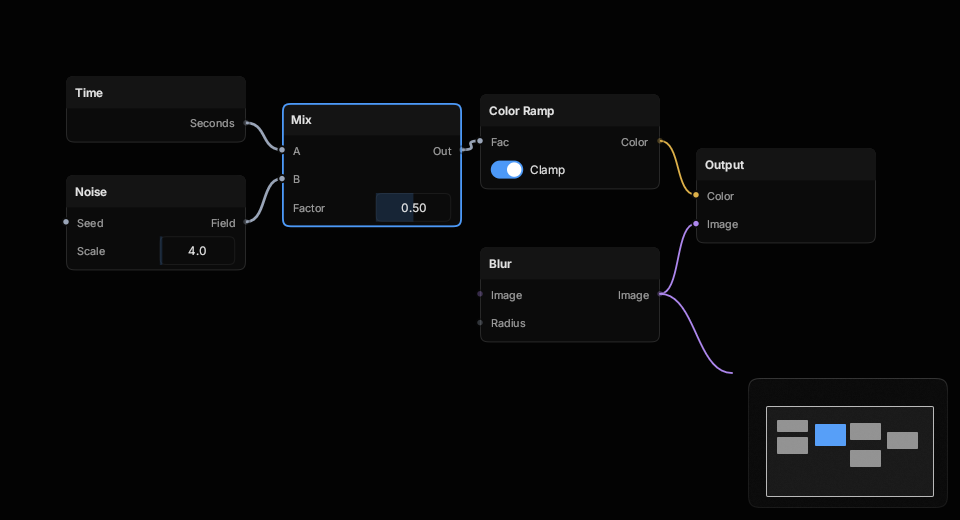 Time
Seconds
Noise
Seed Field
Scale 4.0
Mix
A Out
B
Factor 0.50
Color Ramp
Fac Color
Clamp
Blur
Image Image
Radius
Output
Color
Image